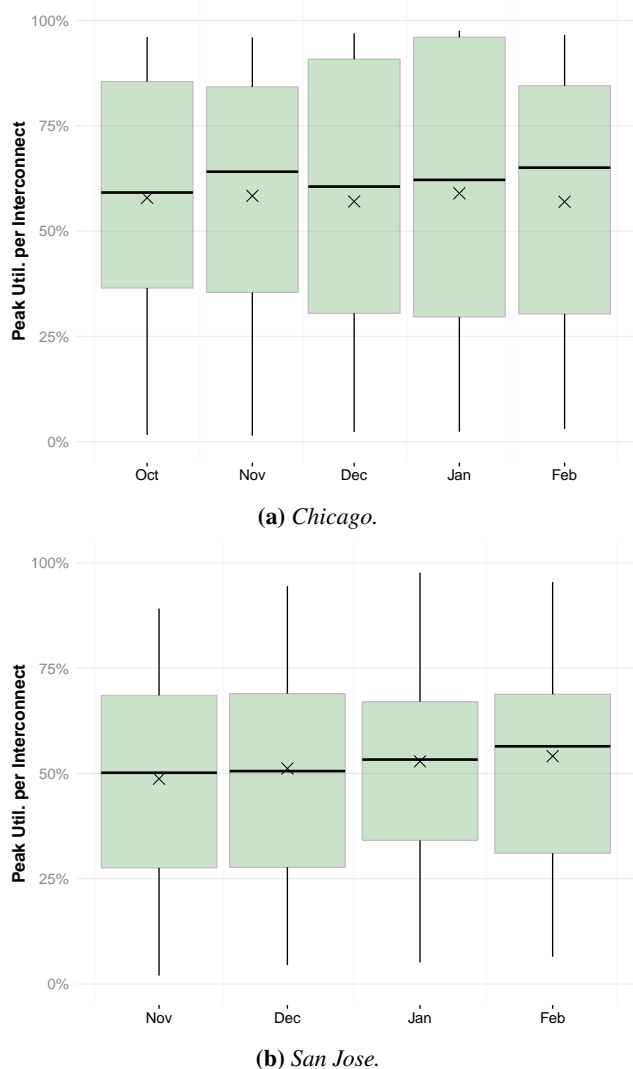 Peak Util. per Interconnect
100%
75%
50%
25%
0%
Oct Nov Dec Jan Feb
(a) Chicago.
Peak Util. per Interconnect
100%
75%
50%
25%
0%
Nov Dec Jan Feb
(b) San Jose.